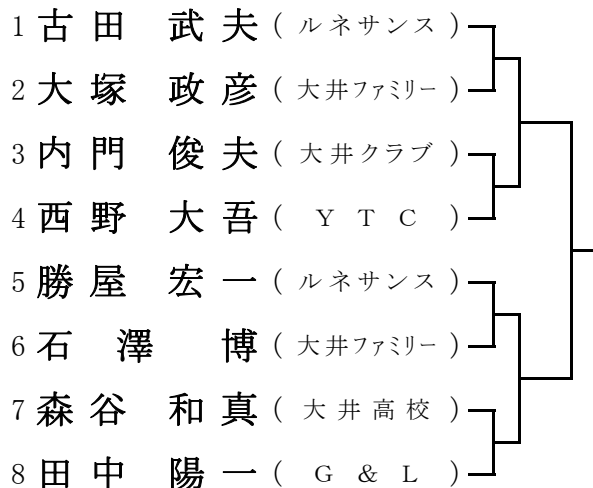 1 古田 武夫 ( ルネサンス )
2 大塚 政彦 ( 大井ファミリー )
3 内門 俊夫 ( 大井クラブ )
4 西野 大吾 ( YTC )
5 勝屋 宏一 ( ルネサンス )
6 石澤 博 ( 大井ファミリー )
7 森谷 和真 ( 大井高校 )
8 田中 陽一 ( G & L )